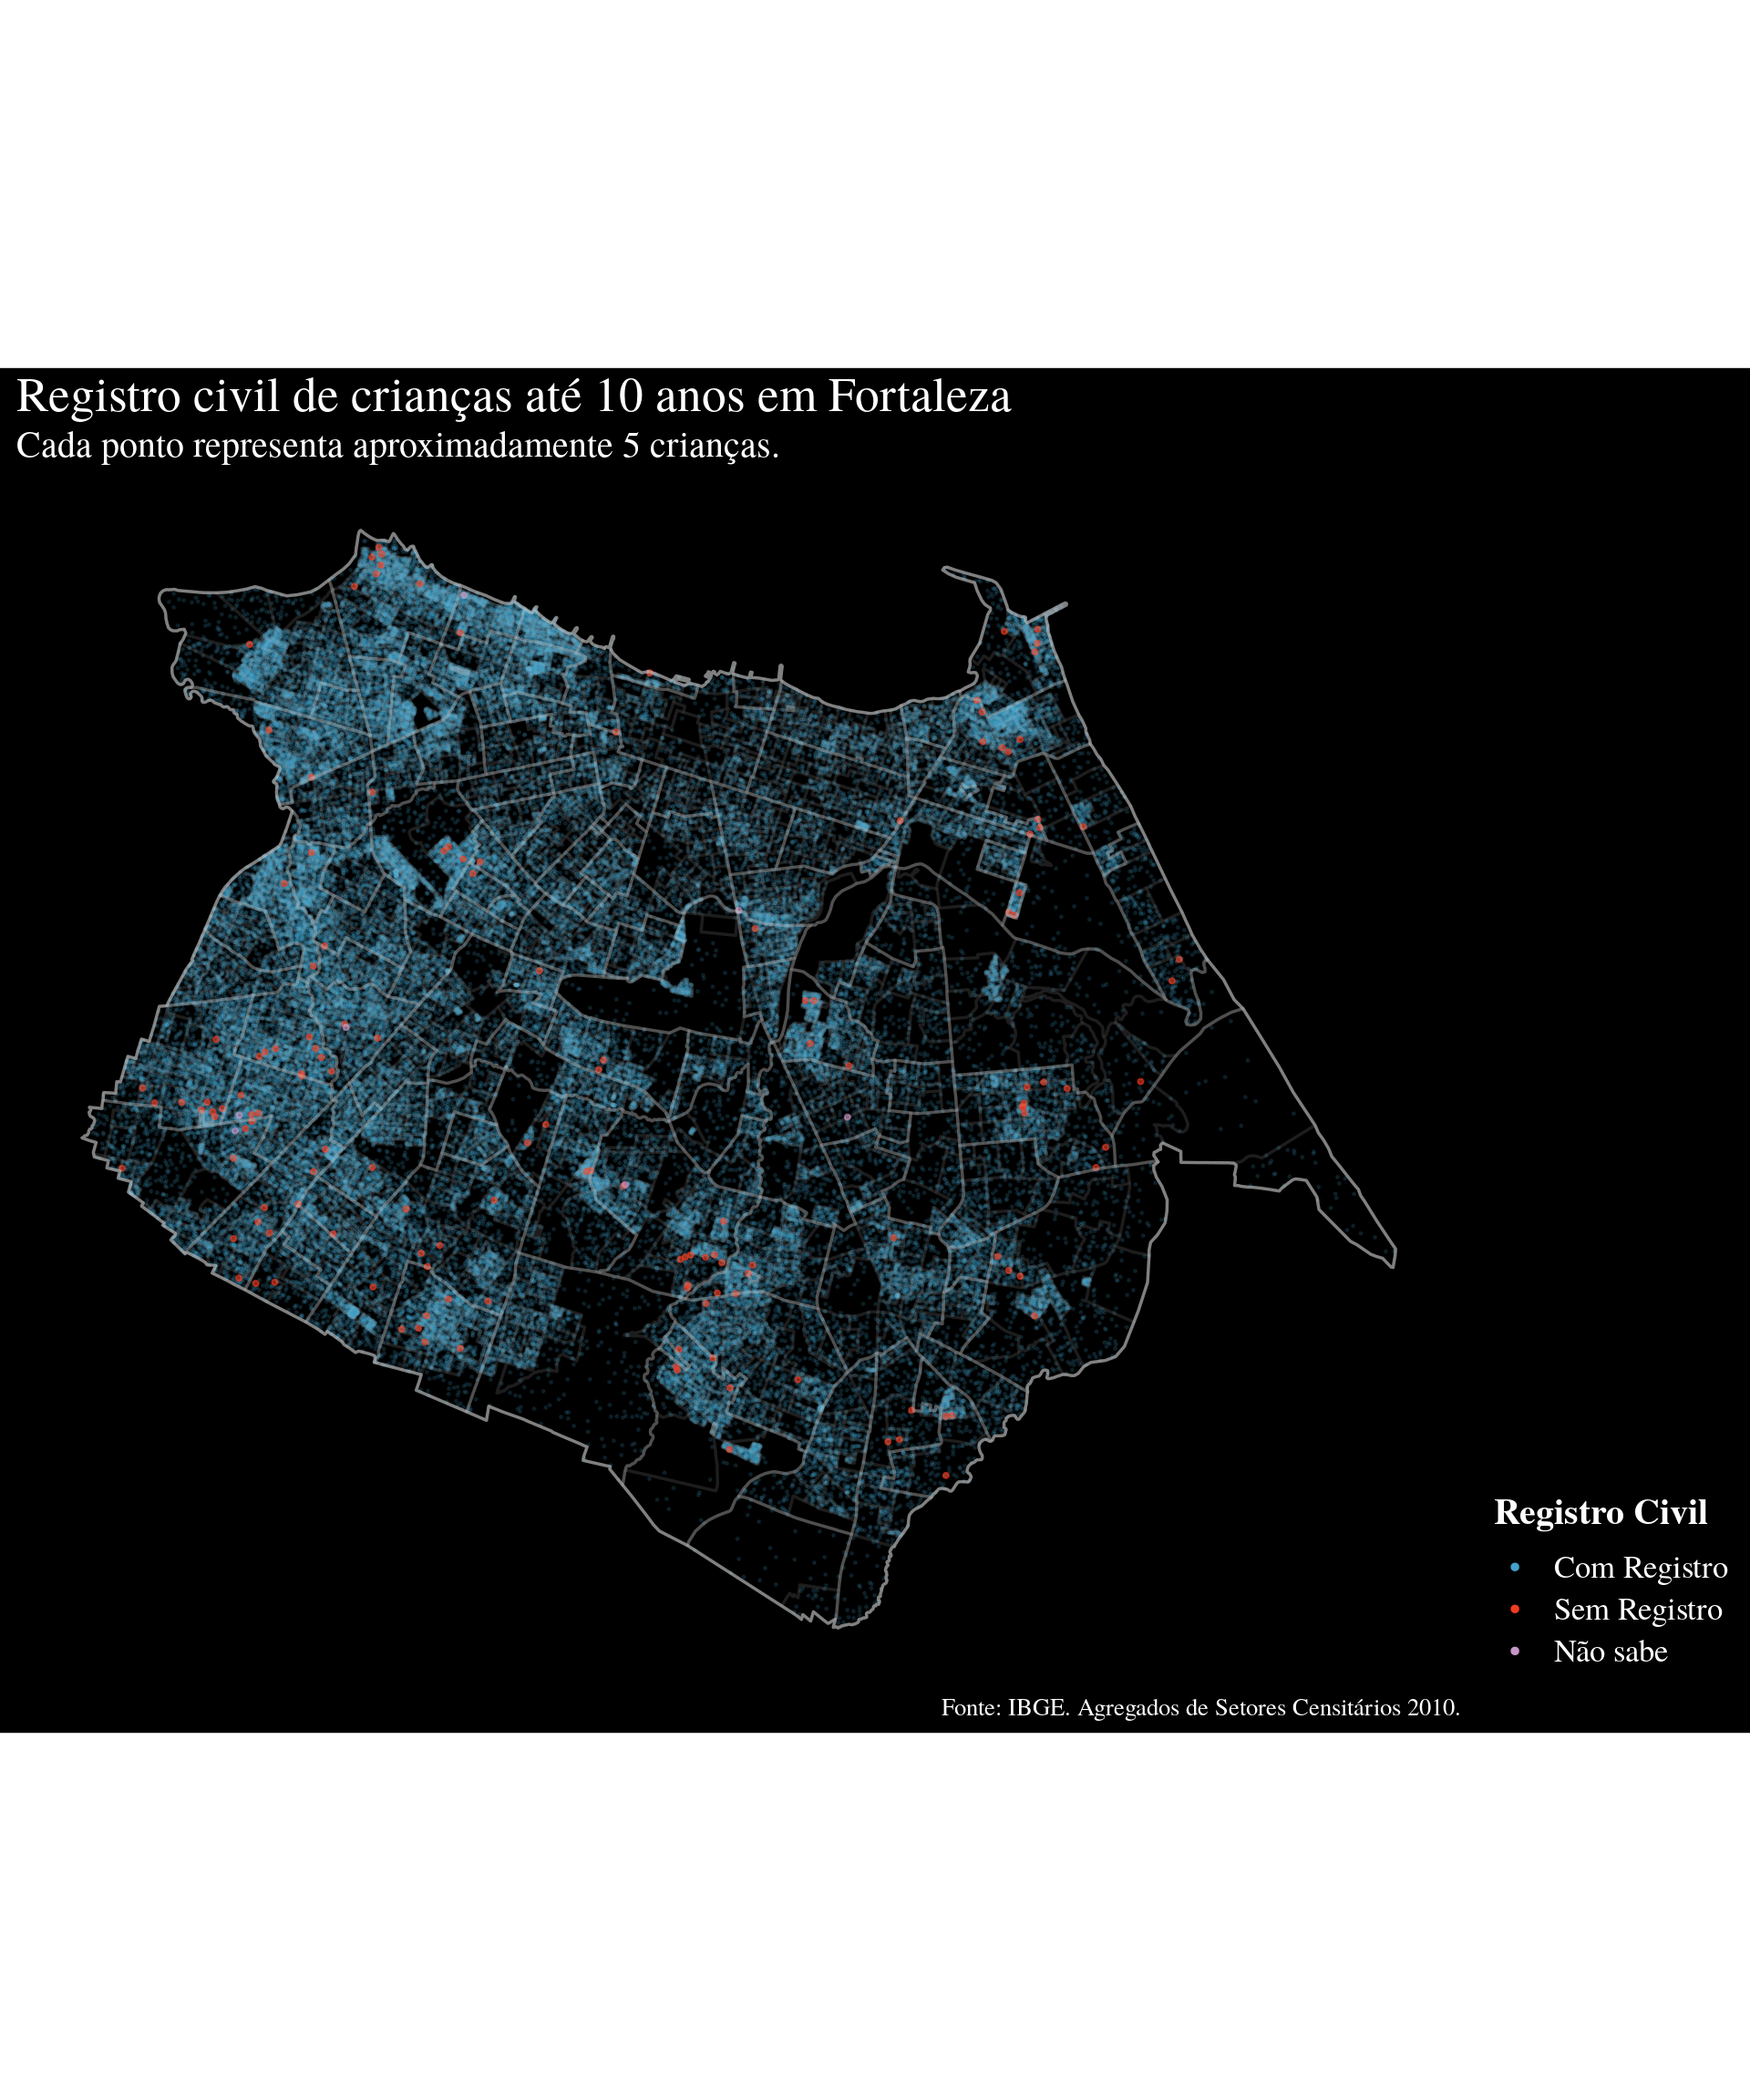 Registro civil de crianças até 10 anos em Fortaleza
Cada ponto representa aproximadamente 5 crianças.
Registro Civil
Com Registro
Sem Registro
Não sabe
Fonte: IBGE. Agregados de Setores Censitários 2010.